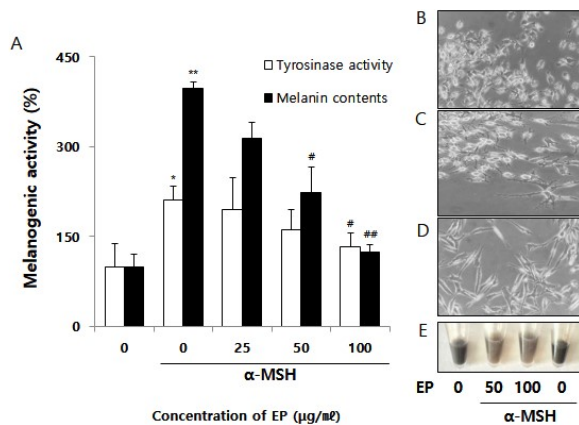 A
Melanogenic activity (%)
450
300
150
0
Tyrosinase activity
Melanin contents
* ** # # ##
0 0 25 50 100
α-MSH
Concentration of EP (μg/㎖)
B
C
D
E
EP 0 50 100 0
α-MSH